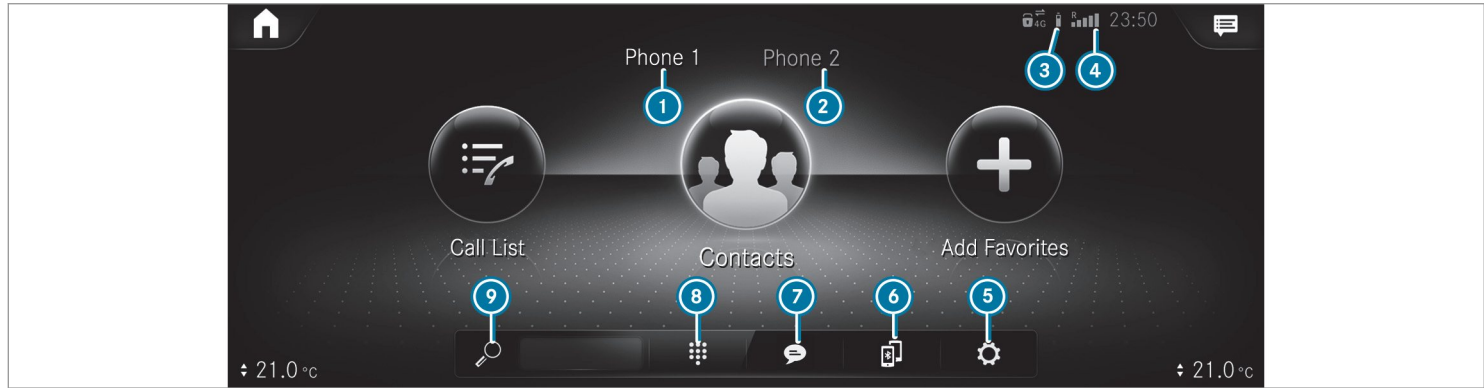 4G R 23:50
Phone 1 Phone 2
3 4
1 2
Call List Contacts Add Favorites
9 8 7 6 5
21.0 °C 21.0 °C